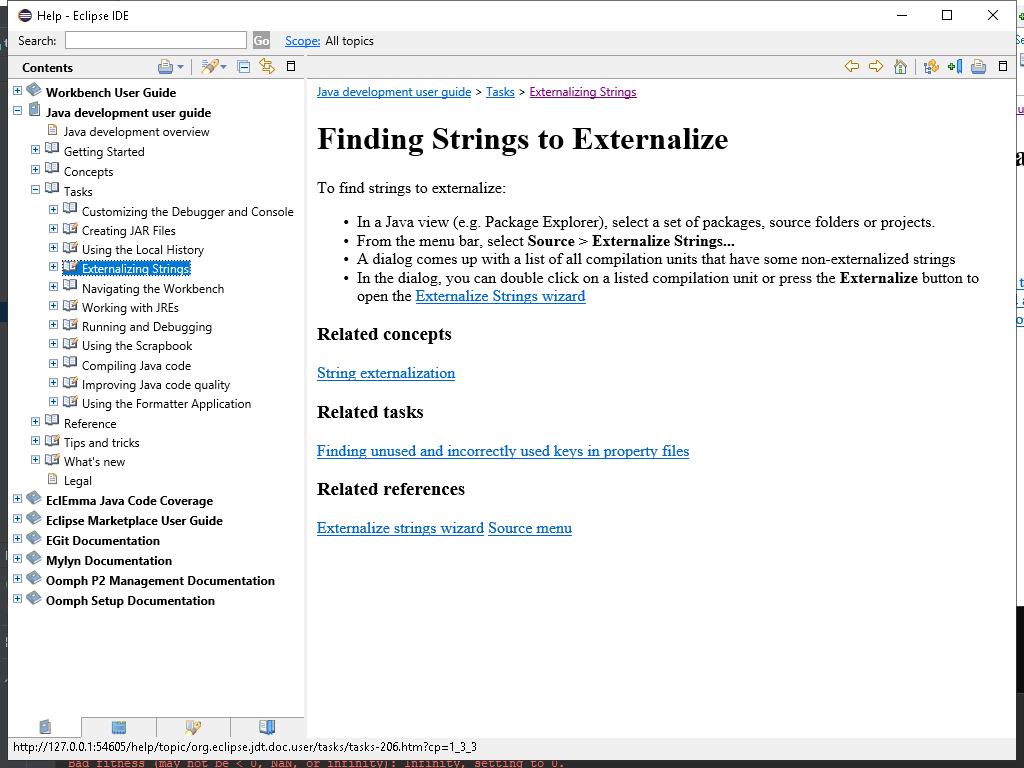 Help - Eclipse IDE
Search:
Go
Scope: All topics
Contents
Workbench User Guide
Java development user guide
Java development overview
Getting Started
Concepts
Tasks
Customizing the Debugger and Console
Creating JAR Files
Using the Local History
Externalizing Strings
Navigating the Workbench
Working with JREs
Running and Debugging
Using the Scrapbook
Compiling Java code
Improving Java code quality
Using the Formatter Application
Reference
Tips and tricks
What's new
Legal
EclEmma Java Code Coverage
Eclipse Marketplace User Guide
EGit Documentation
Mylyn Documentation
Oomph P2 Management Documentation
Oomph Setup Documentation
Java development user guide > Tasks > Externalizing Strings
Finding Strings to Externalize
To find strings to externalize:
• In a Java view (e.g. Package Explorer), select a set of packages, source folders or projects.
• From the menu bar, select Source > Externalize Strings...
• A dialog comes up with a list of all compilation units that have some non-externalized strings
• In the dialog, you can double click on a listed compilation unit or press the Externalize button to
open the Externalize Strings wizard
Related concepts
String externalization
Related tasks
Finding unused and incorrectly used keys in property files
Related references
Externalize strings wizard Source menu
http://127.0.0.1:54605/help/topic/org.eclipse.jdt.doc.user/tasks/tasks-206.htm?cp=1_3_3
Bad fitness (may not be < 0, NaN, or infinity): Infinity, setting to 0.